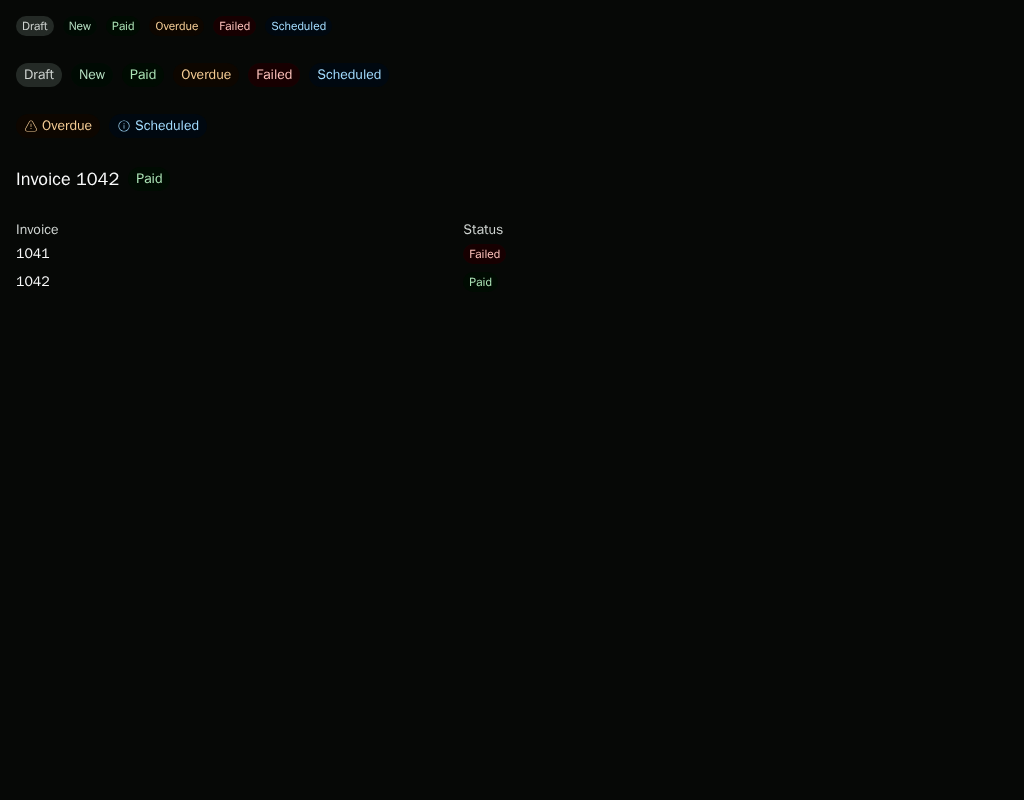 Draft New Paid Overdue Failed Scheduled
Draft New Paid Overdue Failed Scheduled
Overdue Scheduled
Invoice 1042 Paid
Invoice Status
1041 Failed
1042 Paid